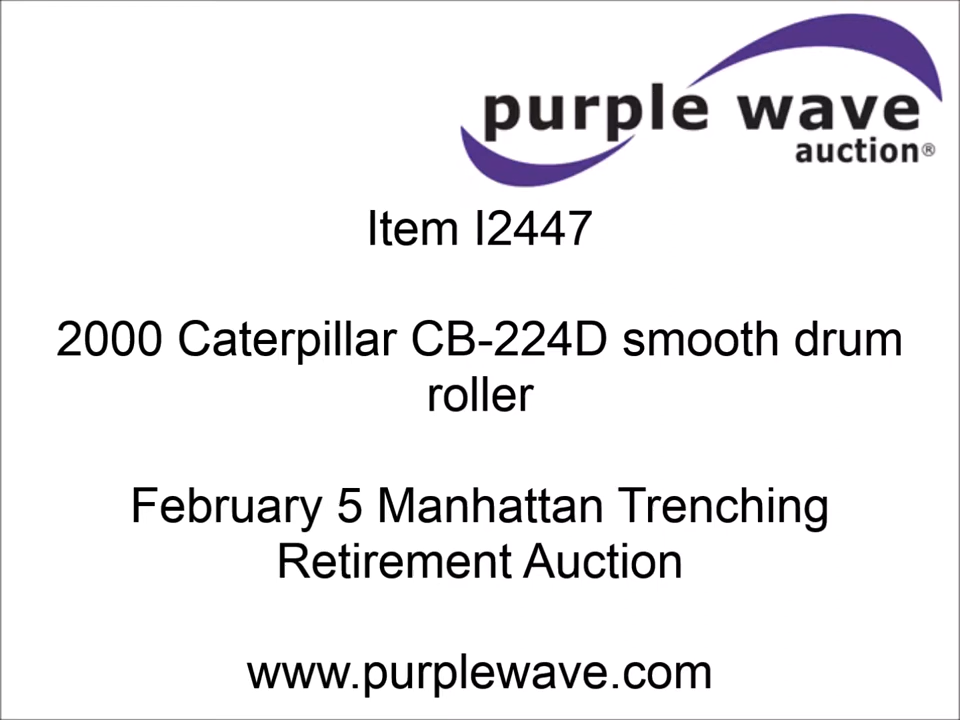 purple wave
auction®
Item I2447
2000 Caterpillar CB-224D smooth drum
roller
February 5 Manhattan Trenching
Retirement Auction
www.purplewave.com